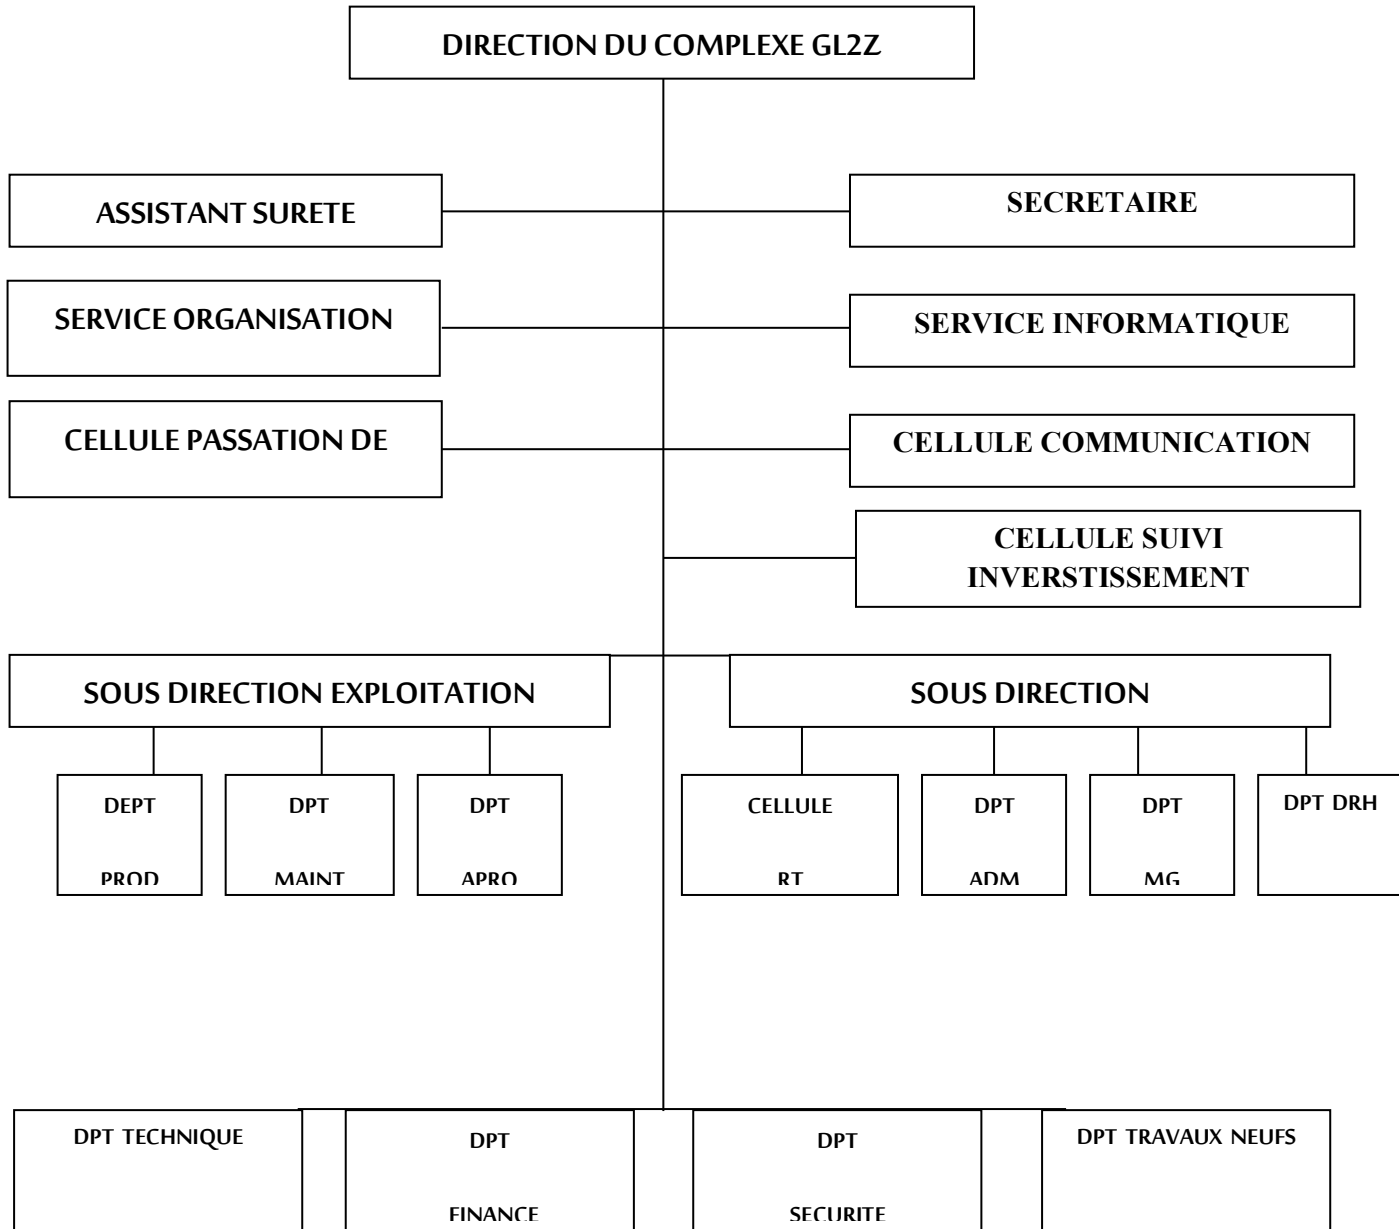 DIRECTION DU COMPLEXE GL2Z
ASSISTANT SURETE
SECRETAIRE
SERVICE ORGANISATION
SERVICE INFORMATIQUE
CELLULE PASSATION DE
CELLULE COMMUNICATION
CELLULE SUIVI
INVERSTISSEMENT
SOUS DIRECTION EXPLOITATION
SOUS DIRECTION
DEPT
PROD
DPT
MAINT
DPT
APRO
CELLULE
RT
DPT
ADM
DPT
MG
DPT DRH
DPT TECHNIQUE
DPT
FINANCE
DPT
SECURITE
DPT TRAVAUX NEUFS